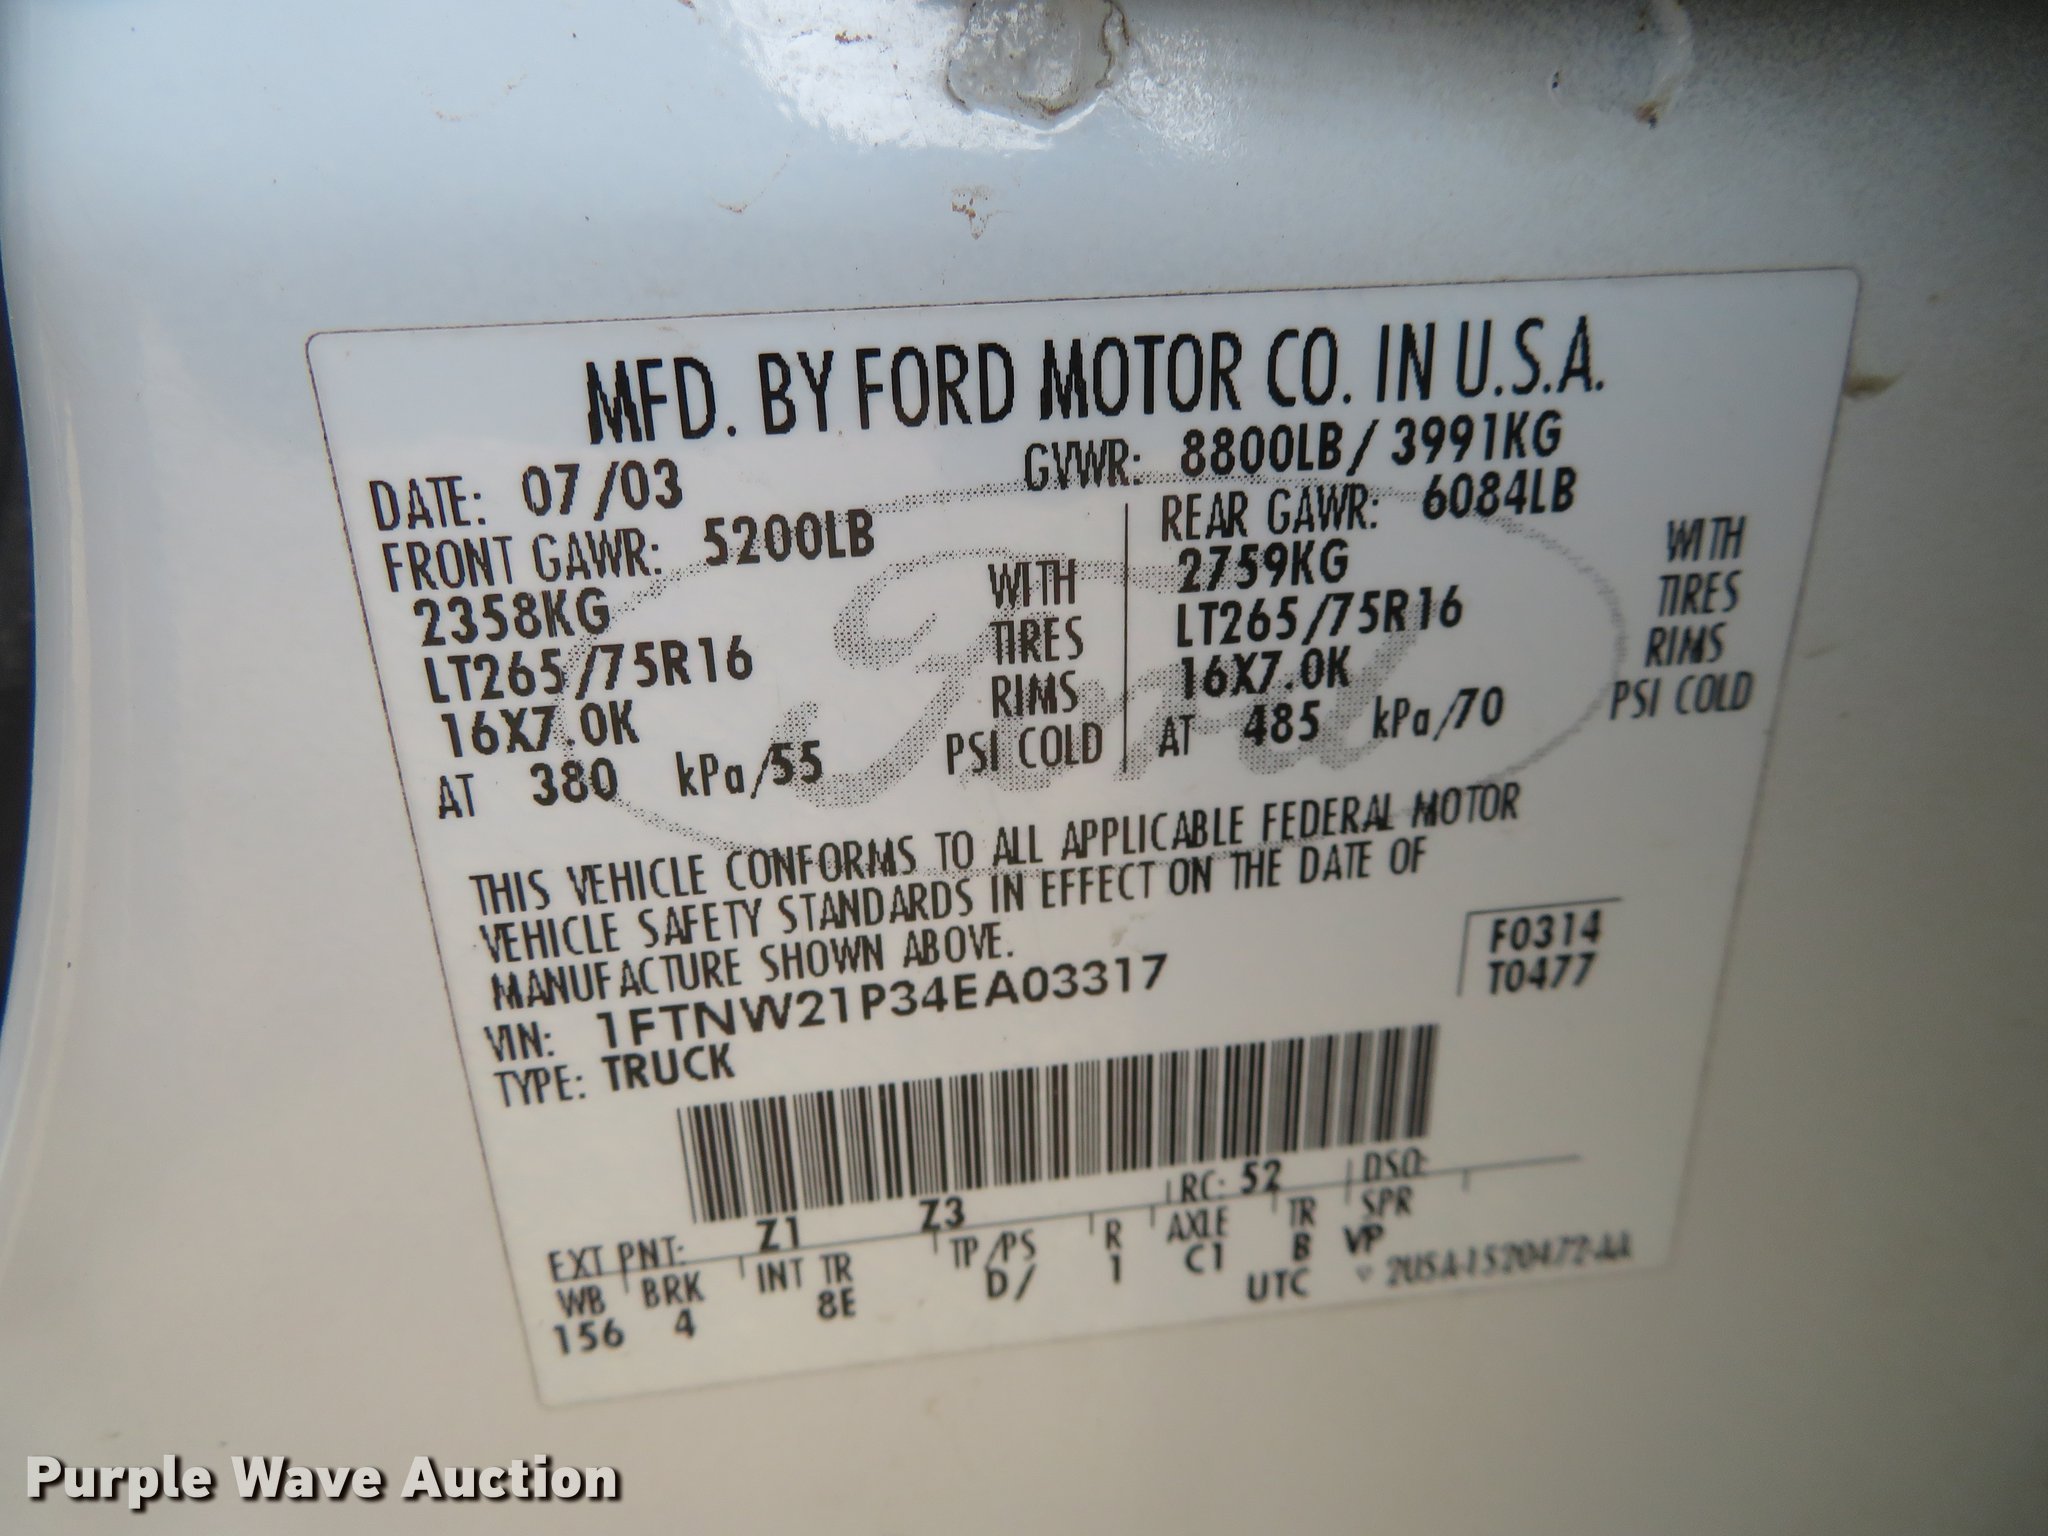 MFD. BY FORD MOTOR CO. IN U.S.A.
DATE: 07/03 GVWR: 8800LB/ 3991KG
FRONT GAWR: 5200LB REAR GAWR: 6084LB
2358KG WITH 2759KG WITH
LT265/75R16 TIRES LT265/75R16 TIRES
16X7.0K RIMS 16X7.0K RIMS
AT 380 kPa/55 PSI COLD AT 485 kPa/70 PSI COLD
Ford
THIS VEHICLE CONFORMS TO ALL APPLICABLE FEDERAL MOTOR
VEHICLE SAFETY STANDARDS IN EFFECT ON THE DATE OF
MANUFACTURE SHOWN ABOVE.
VIN: 1FTNW21P34EA03317
F0314
T0477
TYPE: TRUCK
EXT PNT: Z1 Z3 RC: 52 DSO:
WB BRK INT TR TP/PS R AXLE TR SPR
156 4 8E D/ 1 C1 B VP
UTC ▽ 2USA-1520472-AA
Purple Wave Auction